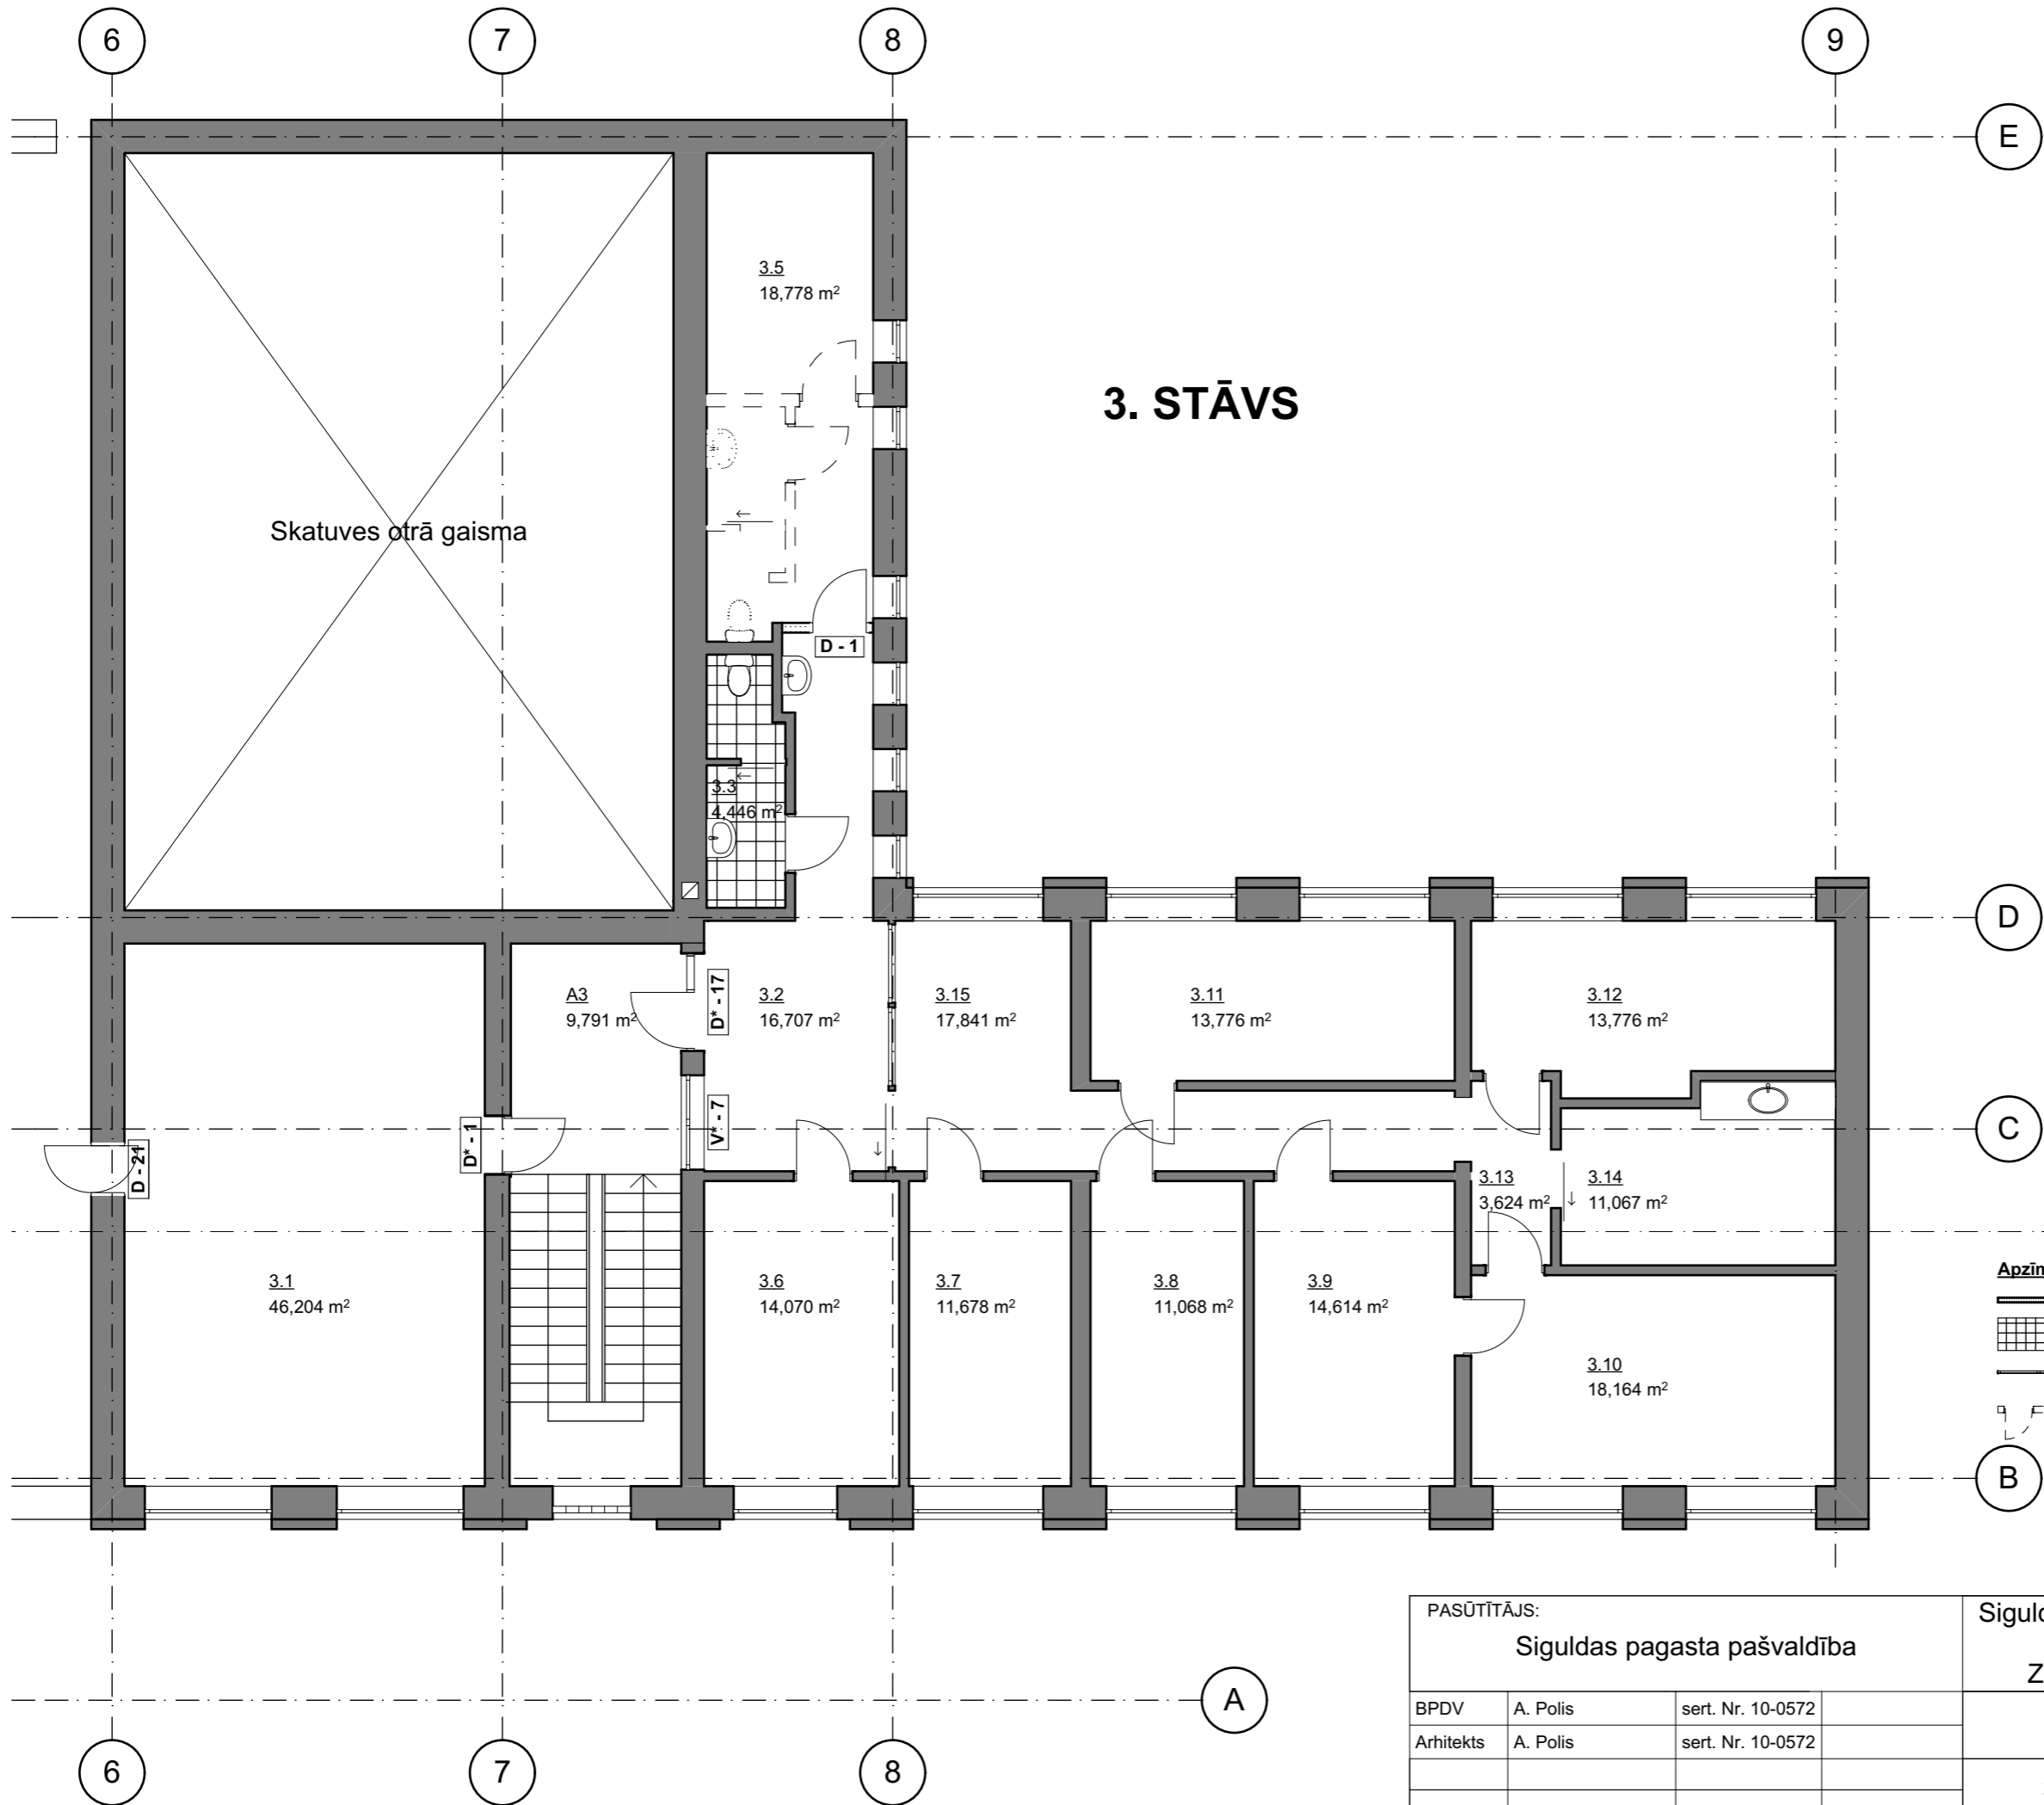 6
7
8
9
E
3.5
18,778 m²
3. STĀVS
Skatuves otrā gaisma
D - 1
3.3
4,446 m²
D
A3
9,791 m²
D* - 17
3.2
16,707 m²
3.15
17,841 m²
3.11
13,776 m²
3.12
13,776 m²
C
D - 21
D* - 1
V* - 7
3.13
3,624 m²
3.14
11,067 m²
3.1
46,204 m²
3.6
14,070 m²
3.7
11,678 m²
3.8
11,068 m²
3.9
14,614 m²
Apzīm
3.10
18,164 m²
B
PASŪTĪTĀJS:
Siguldas pagasta pašvaldība
Siguld
Z
A
BPDV A. Polis sert. Nr. 10-0572
Arhitekts A. Polis sert. Nr. 10-0572
6
7
8